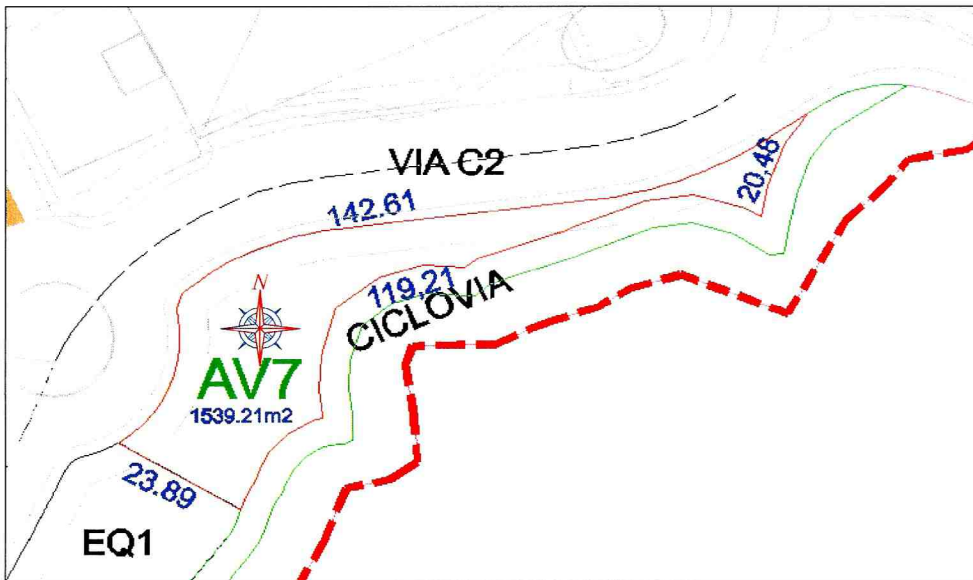 VIA C2
20,48
142.61
N
119,21
CICLOVIA
AV7
1539.21m2
23.89
EQ1